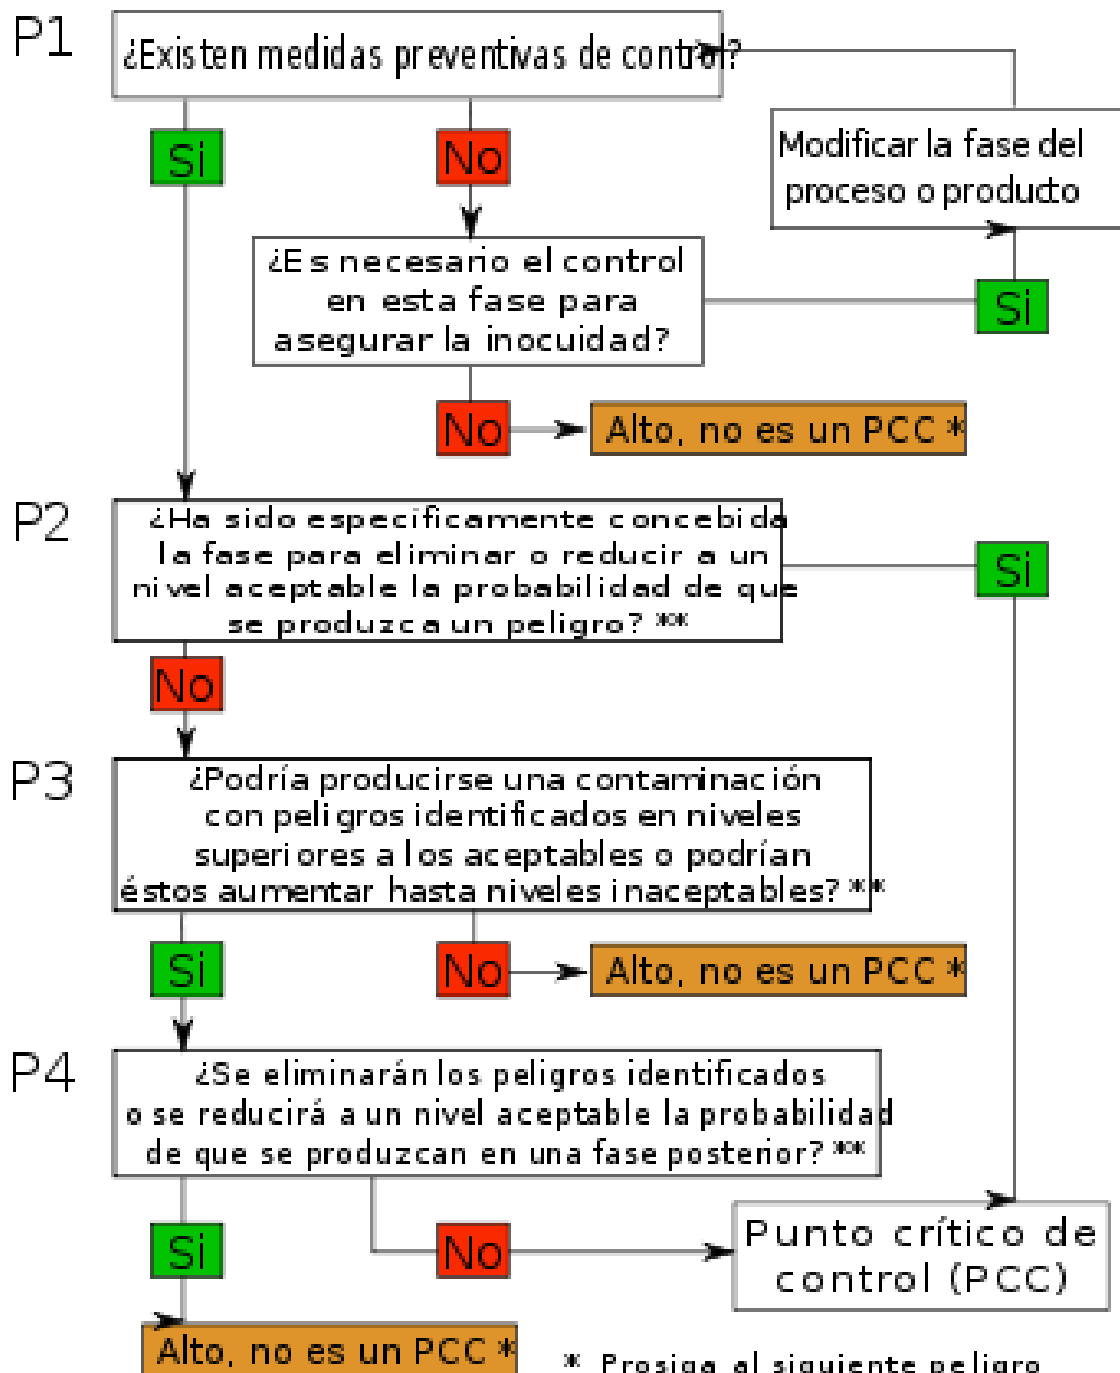 P1
¿Existen medidas preventivas de control?
Si
No
Modificar la fase del
proceso o producto
¿Es necesario el control
en esta fase para
asegurar la inocuidad?
Si
No
Alto, no es un PCC *
P2
¿Ha sido especificamente concebida
la fase para eliminar o reducir a un
nivel aceptable la probabilidad de que
se produzca un peligro? **
Si
No
P3
¿Podría producirse una contaminación
con peligros identificados en niveles
superiores a los aceptables o podrían
éstos aumentar hasta niveles inaceptables? **
Si
No
Alto, no es un PCC *
P4
¿Se eliminarán los peligros identificados
o se reducirá a un nivel aceptable la probabilidad
de que se produzcan en una fase posterior? **
Si
No
Punto crítico de
control (PCC)
Alto, no es un PCC *
* Prosiga al siguiente peligro